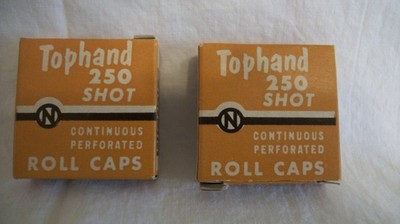 Tophand
250
SHOT
N
CONTINUOUS
PERFORATED
ROLL CAPS
Tophand
250
SHOT
N
CONTINUOUS
PERFORATED
ROLL CAPS